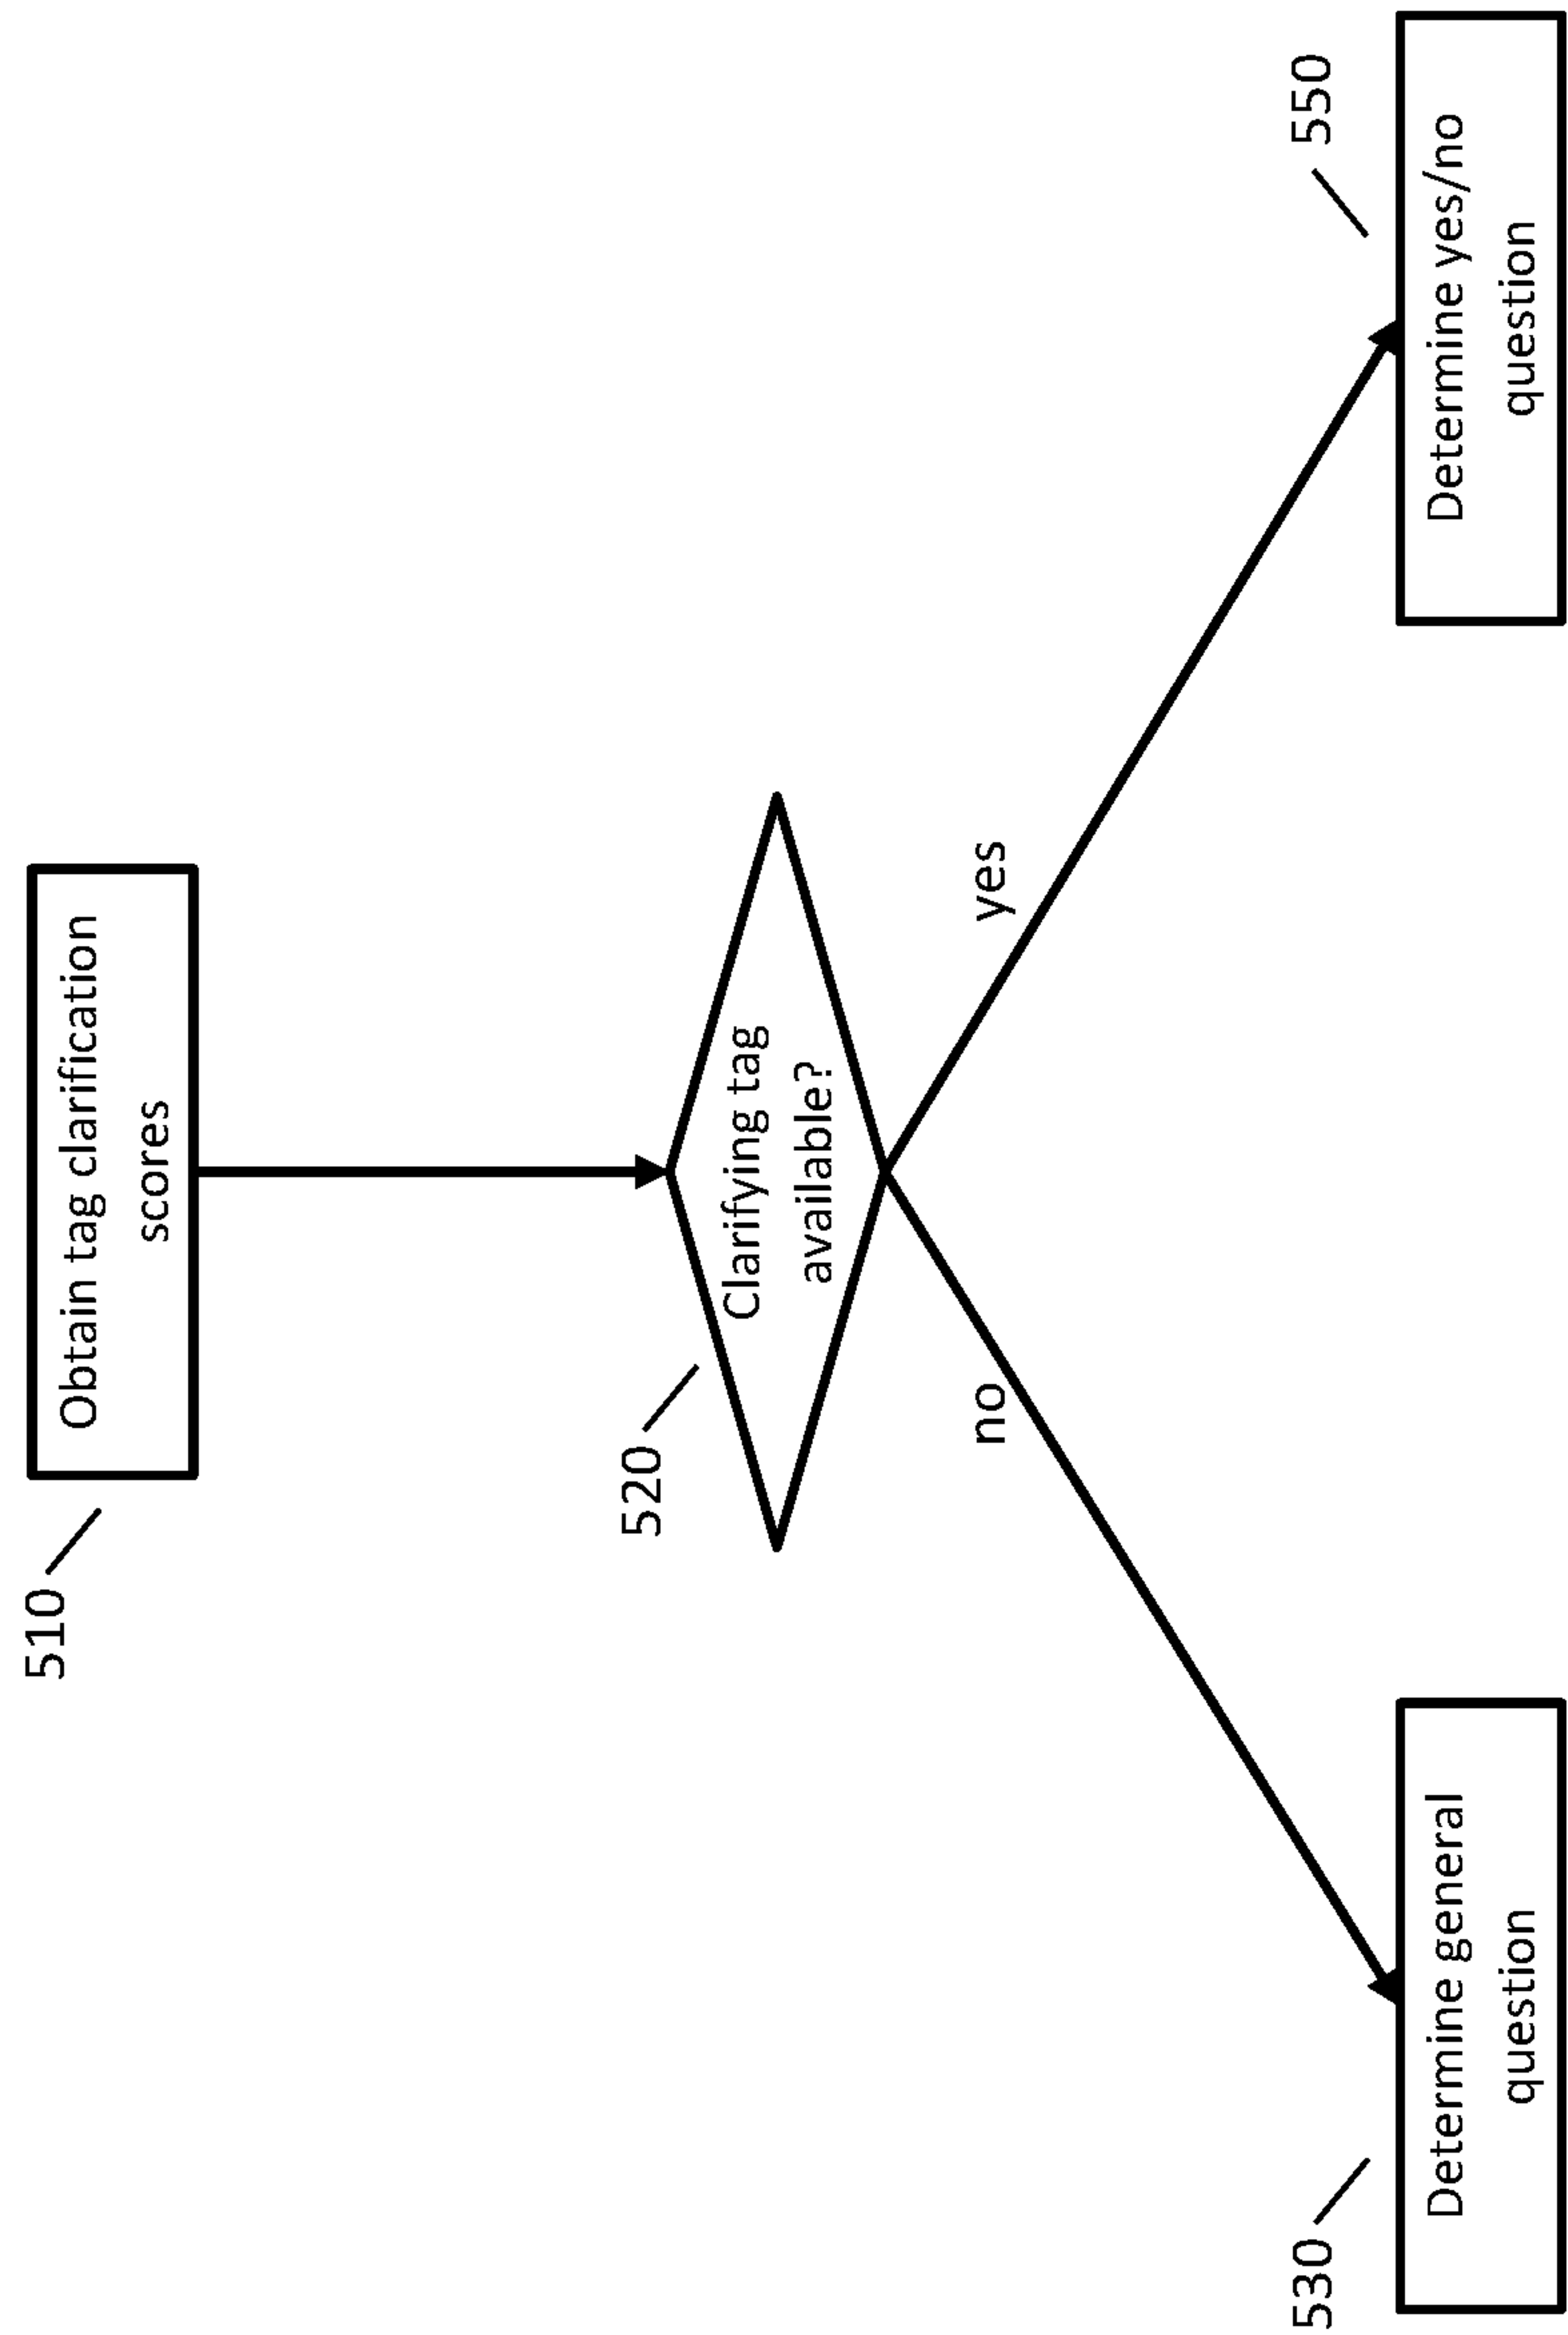 510
Obtain tag clarification
scores
520
Clarifying tag
available?
no
yes
530
Determine general
question
550
Determine yes/no
question